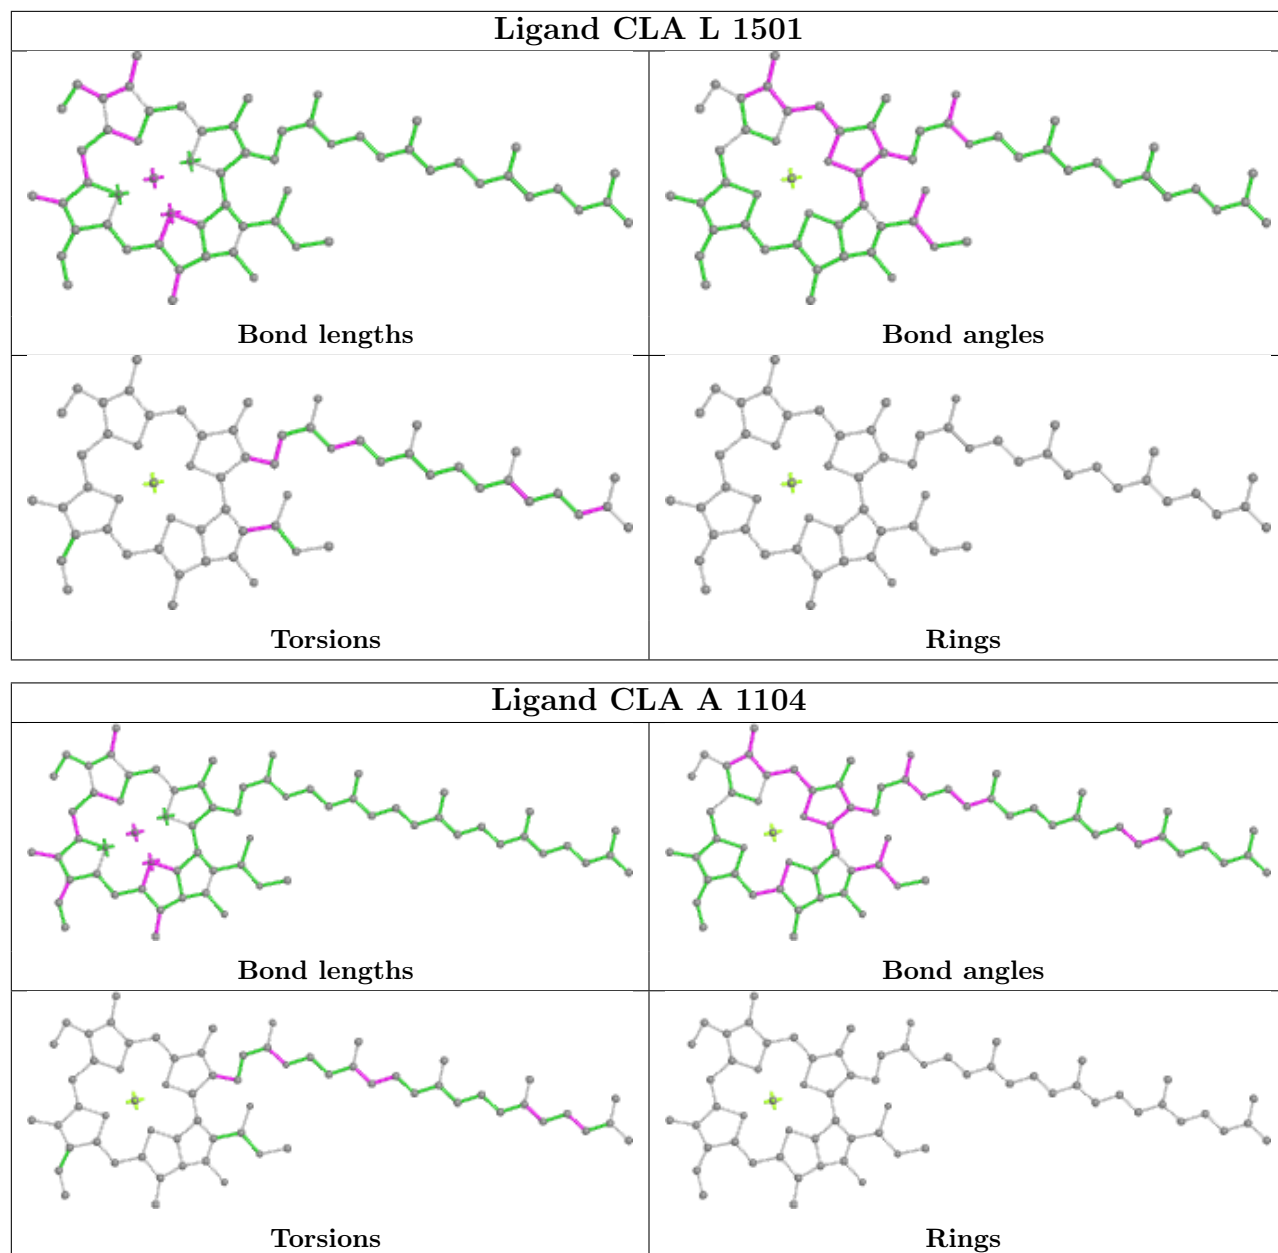 Ligand CLA L 1501
Bond lengths
Bond angles
Torsions
Rings
Ligand CLA A 1104
Bond lengths
Bond angles
Torsions
Rings